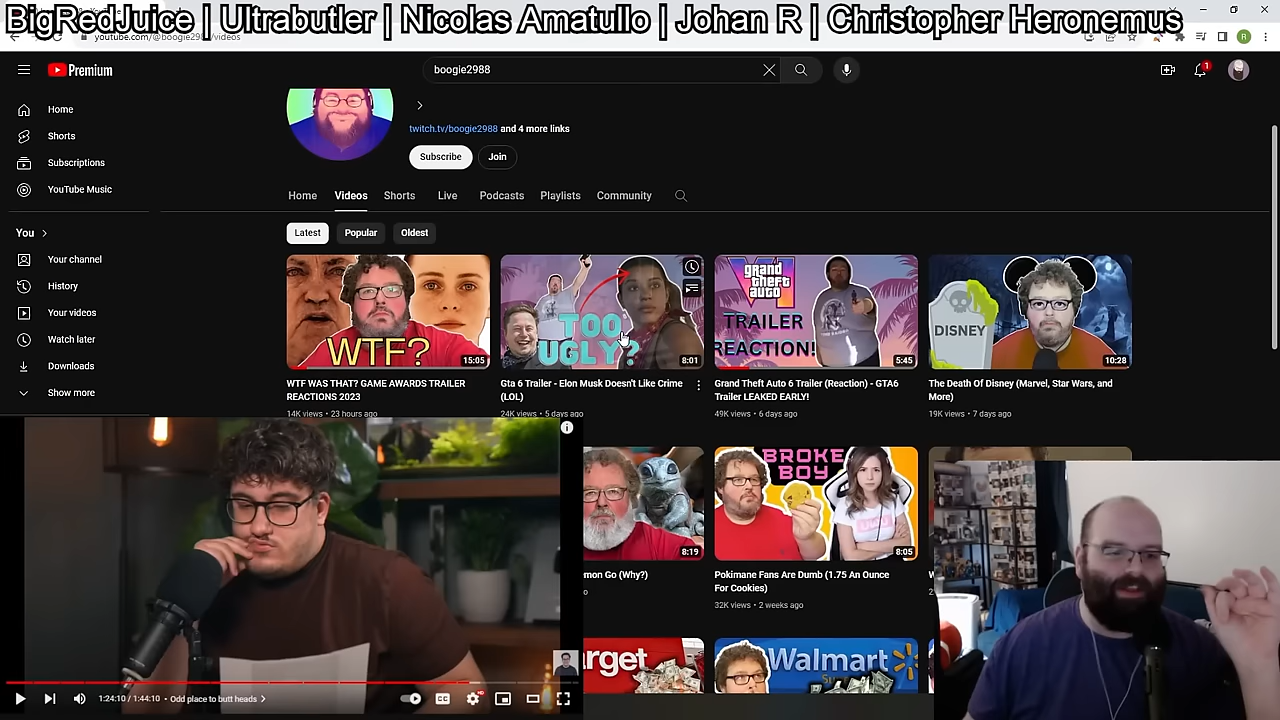 BigRedJuice | Ultrabutler | Nicolas Amatullo | Johan R | Christopher Heronemus
youtube.com/@boogie29 /videos
Premium
boogie2988
1
R
twitch.tv/boogie2988 and 4 more links
Subscribe
Join
Home
Shorts
Subscriptions
YouTube Music
Home
Videos
Shorts
Live
Podcasts
Playlists
Community
You
Latest
Popular
Oldest
Your channel
History
Your videos
Watch later
Downloads
Show more
WTF?
15:05
TOO
UGLY?
8:01
grand
theft
auto
VI
TRAILER
REACTION!
5:45
DISNEY
10:28
WTF WAS THAT? GAME AWARDS TRAILER
REACTIONS 2023
14K views • 23 hours ago
Gta 6 Trailer - Elon Musk Doesn't Like Crime
(LOL)
24K views • 5 days ago
Grand Theft Auto 6 Trailer (Reaction) - GTA6
Trailer LEAKED EARLY!
49K views • 6 days ago
The Death Of Disney (Marvel, Star Wars, and
More)
19K views • 7 days ago
8:19
BROKE
BOY
8:05
mon Go (Why?)
Pokimane Fans Are Dumb (1.75 An Ounce
For Cookies)
32K views • 2 weeks ago
rget
Walmart
1:24:10 / 1:44:10 • Odd place to butt heads
CC
HD